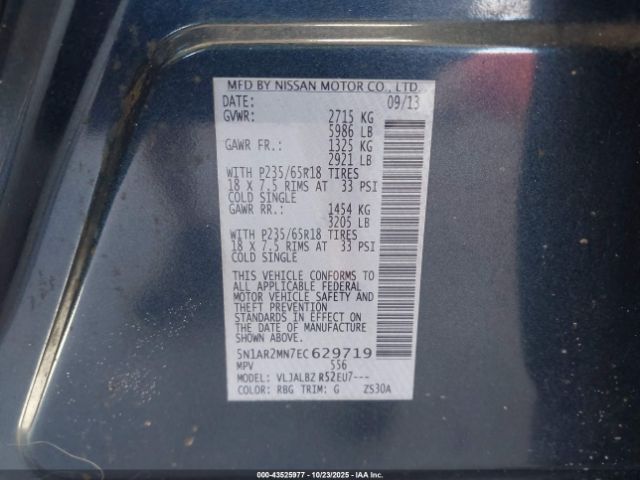 MFD BY NISSAN MOTOR CO., LTD.
DATE: 09/13
GVWR: 2715 KG
5986 LB
GAWR FR.: 1325 KG
2921 LB
WITH P235/65R18 TIRES
18 X 7.5 RIMS AT 33 PSI
COLD SINGLE
GAWR RR.: 1454 KG
3205 LB
WITH P235/65R18 TIRES
18 X 7.5 RIMS AT 33 PSI
COLD SINGLE
THIS VEHICLE CONFORMS TO
ALL APPLICABLE FEDERAL
MOTOR VEHICLE SAFETY AND
THEFT PREVENTION
STANDARDS IN EFFECT ON
THE DATE OF MANUFACTURE
SHOWN ABOVE.
5N1AR2MN7EC629719
MPV 556
MODEL: VLJALBZ R52EU7---
COLOR: RBG TRIM: G ZS30A
000-43525977 - 10/23/2025 - IAA Inc.